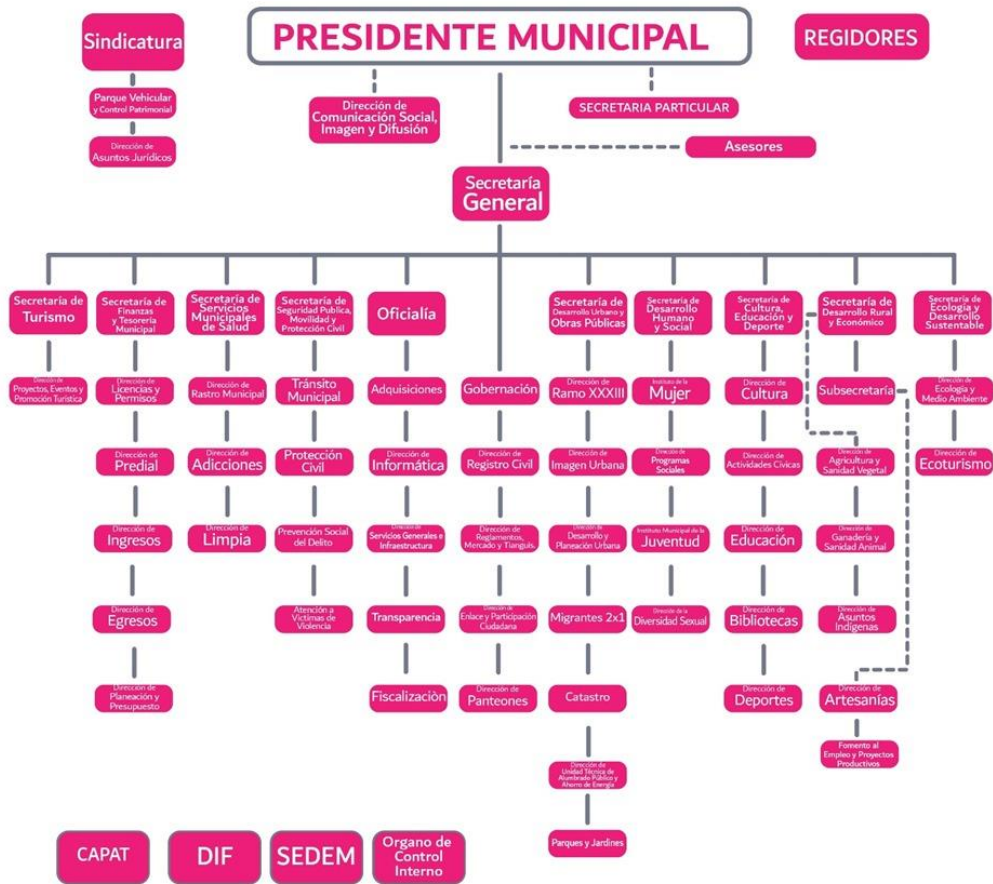 Sindicatura
PRESIDENTE MUNICIPAL
REGIDORES
Parque Vehicular
y Control Patrimonial
Dirección de
Asuntos Jurídicos
Dirección de
Comunicación Social,
Imagen y Difusión
SECRETARIA PARTICULAR
Asesores
Secretaría
General
Secretaría de
Turismo
Secretaría de
Finanzas
y Tesorería
Municipal
Secretaría de
Servicios
Municipales
de Salud
Secretaría de
Seguridad Publica,
Movilidad y
Protección Civil
Oficialía
Secretaría de
Desarrollo Urbano y
Obras Públicas
Secretaría de
Desarrollo
Humano
y Social
Secretaría de
Cultura,
Educación y
Deporte
Secretaría de
Desarrollo Rural
y Económico
Secretaría de
Ecología y
Desarrollo
Sustentable
Dirección de
Proyectos, Eventos y
Promoción Turística
Dirección de
Licencias y
Permisos
Dirección de
Rastro Municipal
Tránsito
Municipal
Adquisiciones
Gobernación
Dirección de
Ramo XXXIII
Instituto de la
Mujer
Dirección de
Cultura
Subsecretaría
Dirección de
Ecología y
Medio Ambiente
Dirección de
Predial
Dirección de
Adicciones
Protección
Civil
Dirección de
Informática
Dirección de
Registro Civil
Dirección de
Imagen Urbana
Dirección de
Programas
Sociales
Dirección de
Actividades Cívicas
Dirección de
Agricultura y
Sanidad Vegetal
Dirección de
Ecoturismo
Dirección de
Ingresos
Dirección de
Limpia
Prevención Social
del Delito
Dirección de
Servicios Generales e
Infraestructura
Dirección de
Reglamentos,
Mercado y Tianguis.
Dirección de
Desarrollo y
Planeación Urbana
Instituto Municipal de la
Juventud
Dirección de
Educación
Dirección de
Ganadería y
Sanidad Animal
Dirección de
Egresos
Atención a
Víctimas de
Violencia
Transparencia
Dirección de
Enlace y Participación
Ciudadana
Migrantes 2x1
Dirección de la
Diversidad Sexual
Dirección de
Bibliotecas
Dirección de
Asuntos
Indígenas
Dirección de
Planeación y
Presupuesto
Fiscalizaciòn
Dirección de
Panteones
Catastro
Dirección de
Deportes
Dirección de
Artesanías
Fomento al
Empleo y Proyectos
Productivos
Dirección de
Unidad Técnica de
Alumbrado Público y
Ahorro de Energía
Parques y Jardines
CAPAT
DIF
SEDEM
Organo de
Control
Interno